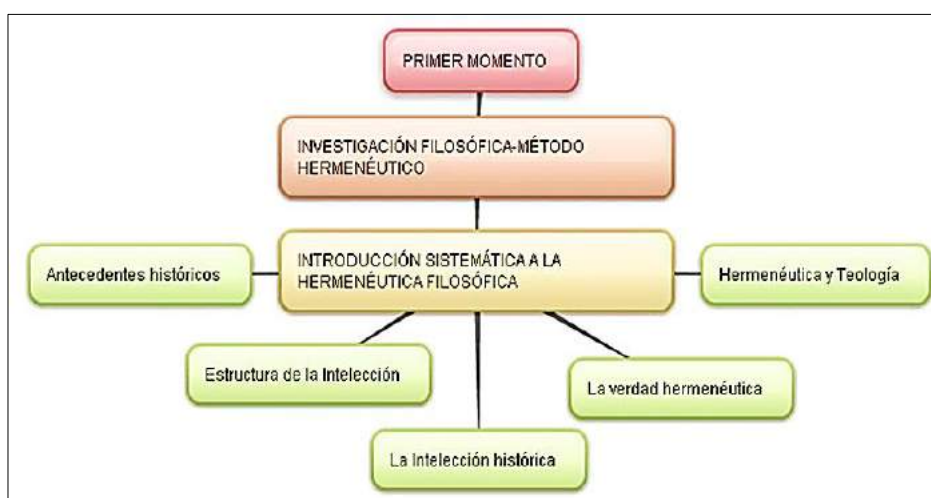 PRIMER MOMENTO
INVESTIGACIÓN FILOSÓFICA-MÉTODO
HERMENÉUTICO
INTRODUCCIÓN SISTEMÁTICA A LA
HERMENÉUTICA FILOSÓFICA
Antecedentes históricos
Hermenéutica y Teología
Estructura de la Intelección
La verdad hermenéutica
La Intelección histórica